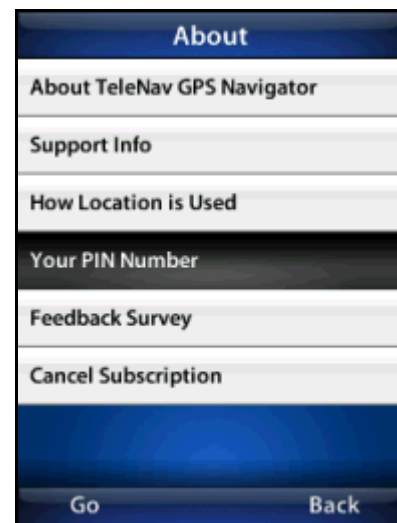 About
About TeleNav GPS Navigator
Support Info
How Location is Used
Your PIN Number
Feedback Survey
Cancel Subscription
Go Back